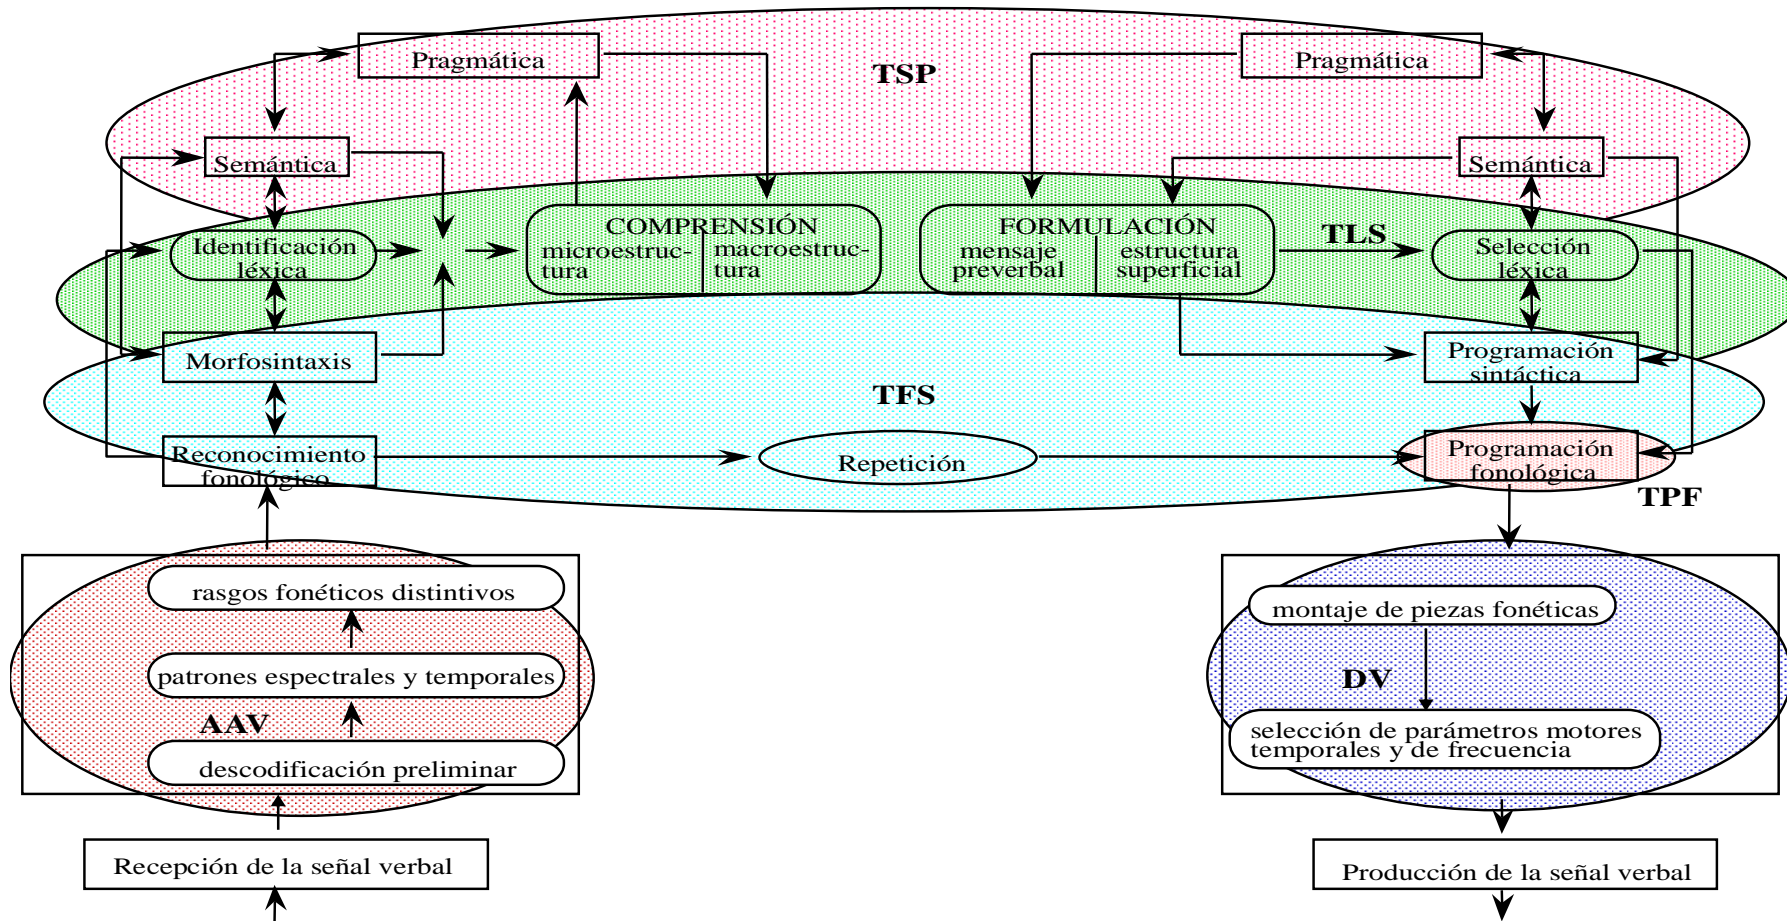 Pragmática
TSP
Pragmática
Semántica
Semántica
COMPRENSIÓN
microestruc-
tura
macroestruc-
tura
FORMULACIÓN
mensaje
preverbal
estructura
superficial
TLS
Identificación
léxica
Selección
léxica
Morfosintaxis
Programación
sintáctica
TFS
Reconocimiento
fonológico
Repetición
Programación
fonológica
TPF
rasgos fonéticos distintivos
patrones espectrales y temporales
AAV
descodificación preliminar
montaje de piezas fonéticas
DV
selección de parámetros motores
temporales y de frecuencia
Recepción de la señal verbal
Producción de la señal verbal